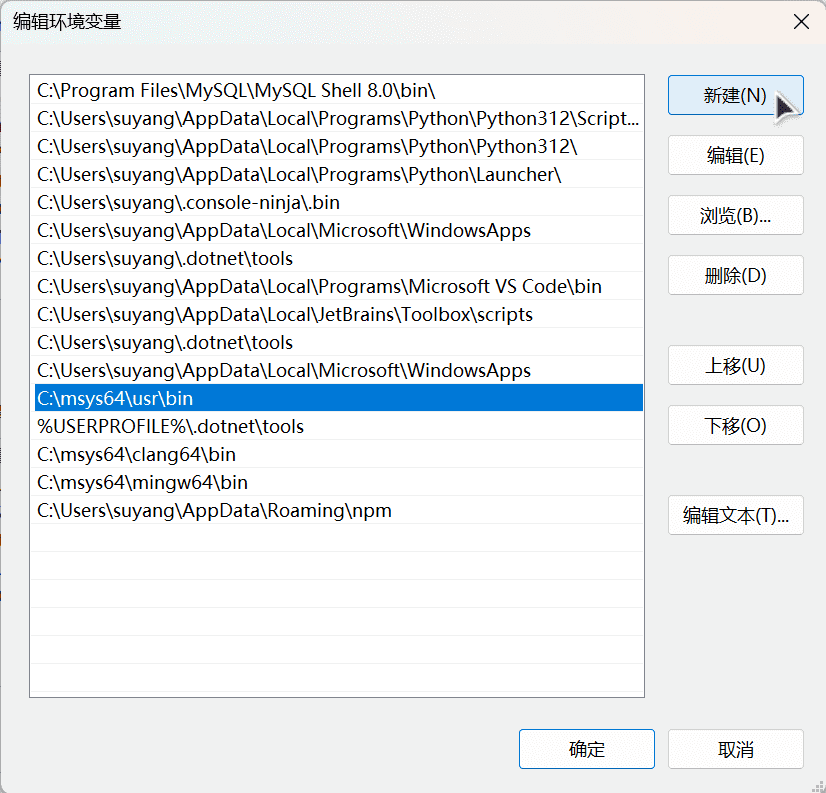 编辑环境变量
C:\Program Files\MySQL\MySQL Shell 8.0\bin\
新建(N)
C:\Users\suyang\AppData\Local\Programs\Python\Python312\Script...
C:\Users\suyang\AppData\Local\Programs\Python\Python312\
编辑(E)
C:\Users\suyang\AppData\Local\Programs\Python\Launcher\
C:\Users\suyang\.console-ninja\.bin
浏览(B)...
C:\Users\suyang\AppData\Local\Microsoft\WindowsApps
C:\Users\suyang\.dotnet\tools
删除(D)
C:\Users\suyang\AppData\Local\Programs\Microsoft VS Code\bin
C:\Users\suyang\AppData\Local\JetBrains\Toolbox\scripts
C:\Users\suyang\.dotnet\tools
上移(U)
C:\Users\suyang\AppData\Local\Microsoft\WindowsApps
C:\msys64\usr\bin
下移(O)
%USERPROFILE%\.dotnet\tools
C:\msys64\clang64\bin
C:\msys64\mingw64\bin
C:\Users\suyang\AppData\Roaming\npm
编辑文本(T)...
确定
取消